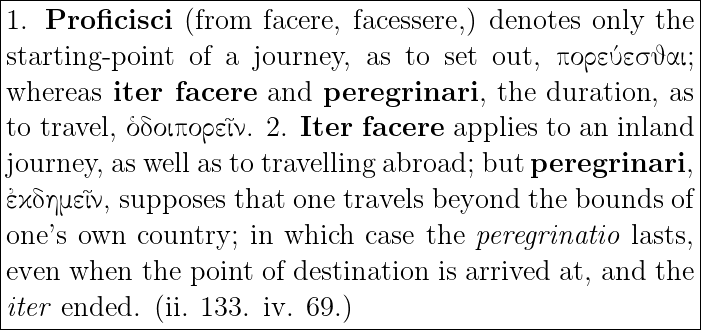 1. Proficisci (from facere, facessere,) denotes only the
starting-point of a journey, as to set out, πορεύεσϑαι;
whereas iter facere and peregrinari, the duration, as
to travel, ὁδοιπορεῖν. 2. Iter facere applies to an inland
journey, as well as to travelling abroad; but peregrinari,
ἐκδημεῖν, supposes that one travels beyond the bounds of
one's own country; in which case the peregrinatio lasts,
even when the point of destination is arrived at, and the
iter ended. (ii. 133. iv. 69.)